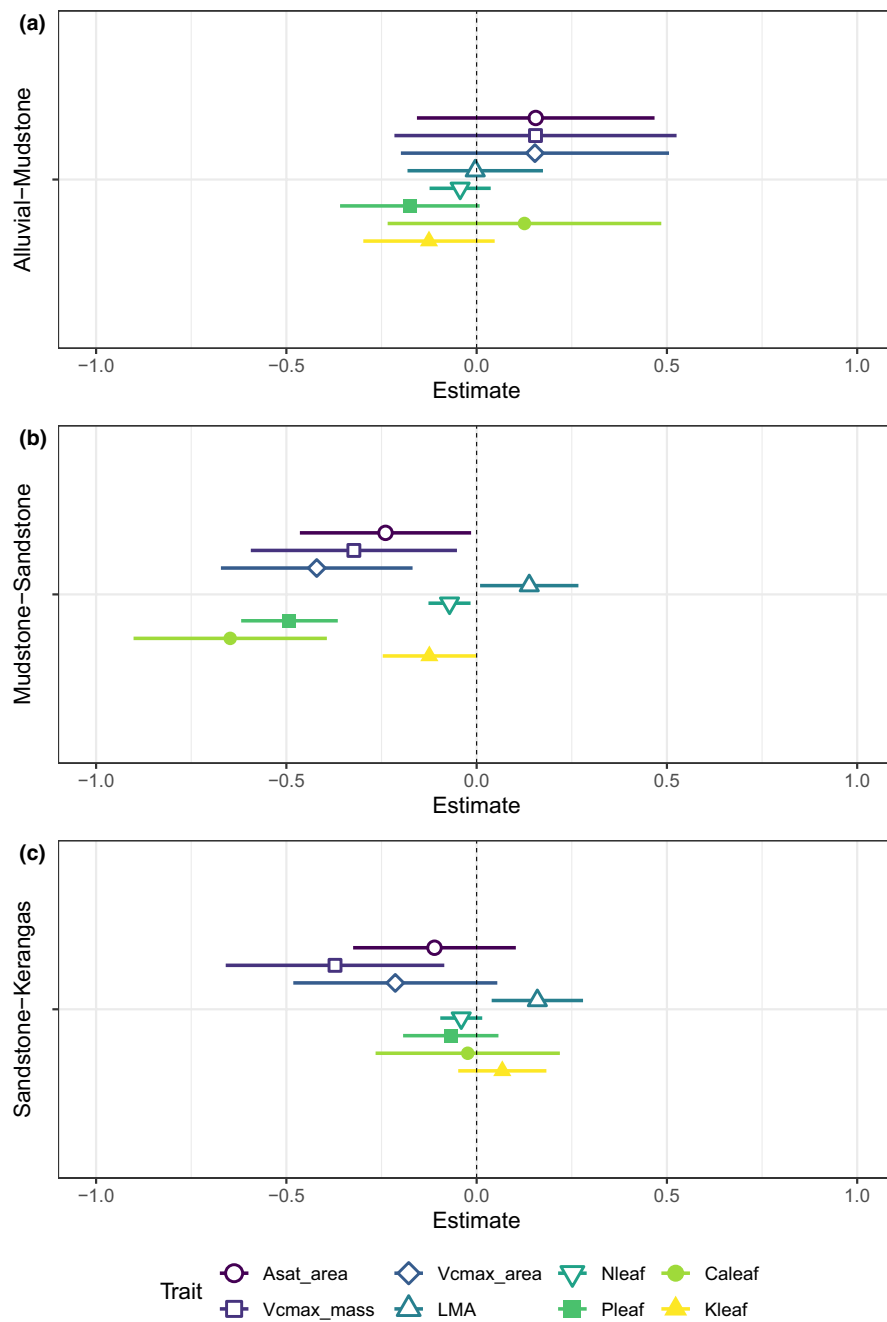 (a)
Alluvial−Mudstone
−1.0 −0.5 0.0 0.5 1.0
Estimate
(b)
Mudstone−Sandstone
−1.0 −0.5 0.0 0.5 1.0
Estimate
(c)
Sandstone−Kerangas
−1.0 −0.5 0.0 0.5 1.0
Estimate
Trait
Asat_area Vcmax_area Nleaf Caleaf
Vcmax_mass LMA Pleaf Kleaf